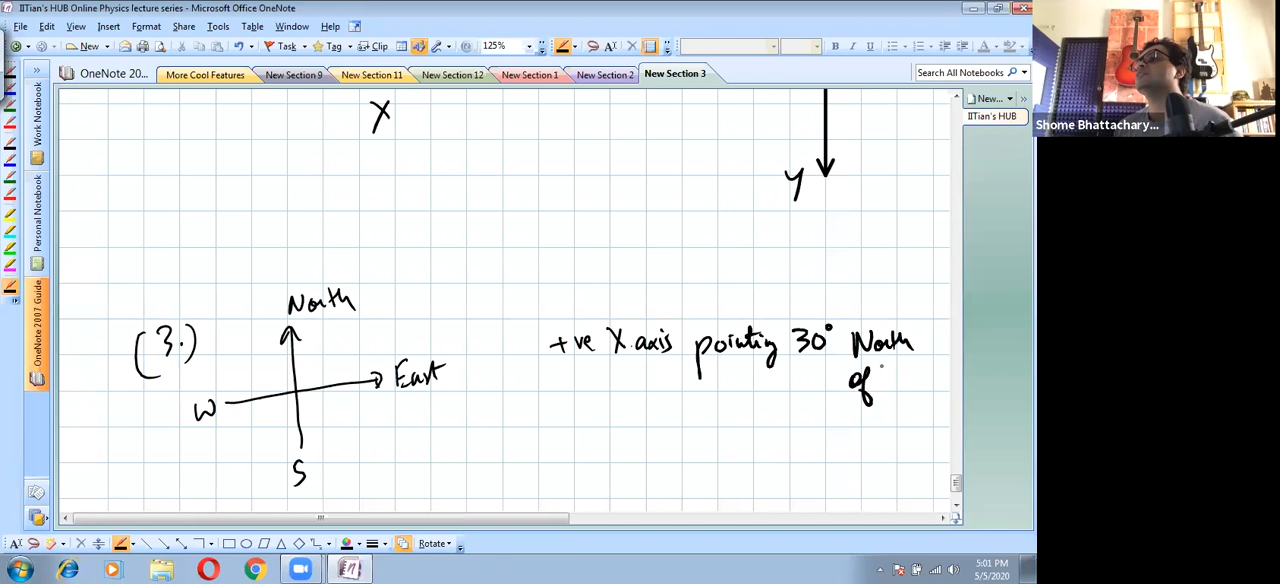 IITian's HUB Online Physics lecture series - Microsoft Office OneNote
File Edit View Insert Format Share Tools Table Window Help
Back New Task Tag Clip 125% B I U
OneNote 20... More Cool Features New Section 9 New Section 11 New Section 12 New Section 1 New Section 2 New Section 3 Search All Notebooks
New...
IITian's HUB
Shome Bhattachary...
Work Notebook
Personal Notebook
OneNote 2007 Guide
X
y
(3.)
North
East
W
S
+ve X axis pointing 30° North
of
Rotate
5:01 PM
5/5/2020